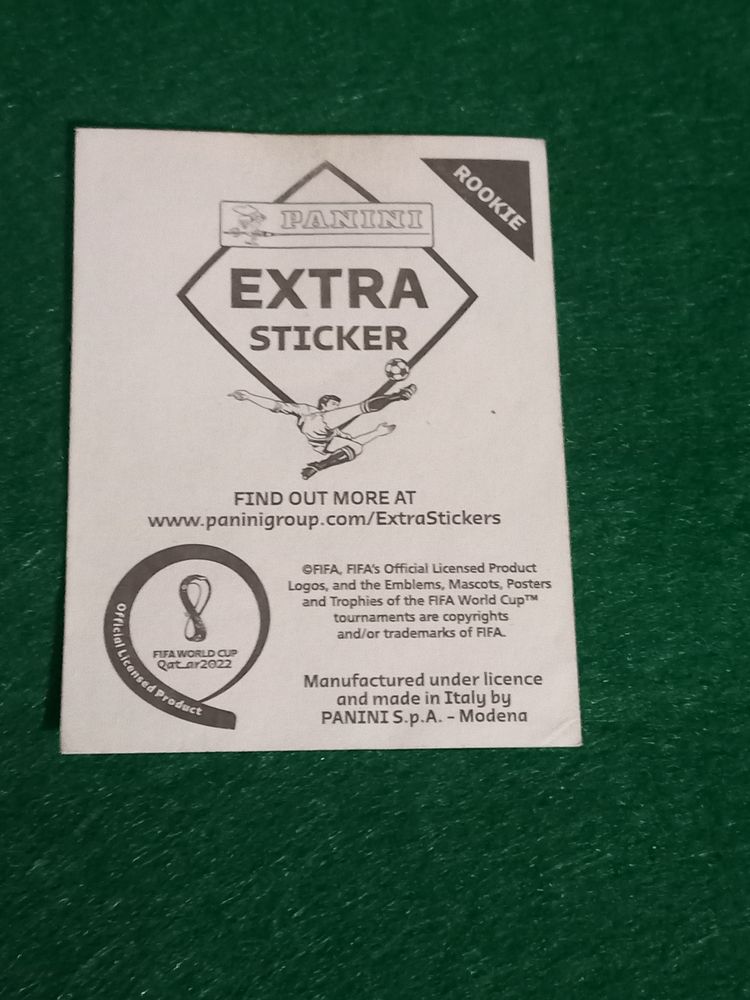 ROOKIE
PANINI
EXTRA
STICKER
FIND OUT MORE AT
www.paninigroup.com/ExtraStickers
©FIFA, FIFA's Official Licensed Product
Logos, and the Emblems, Mascots, Posters
and Trophies of the FIFA World Cup™
tournaments are copyrights
and/or trademarks of FIFA.
Official Licensed Product
FIFA WORLD CUP
Qatar2022
Manufactured under licence
and made in Italy by
PANINI S.p.A. - Modena